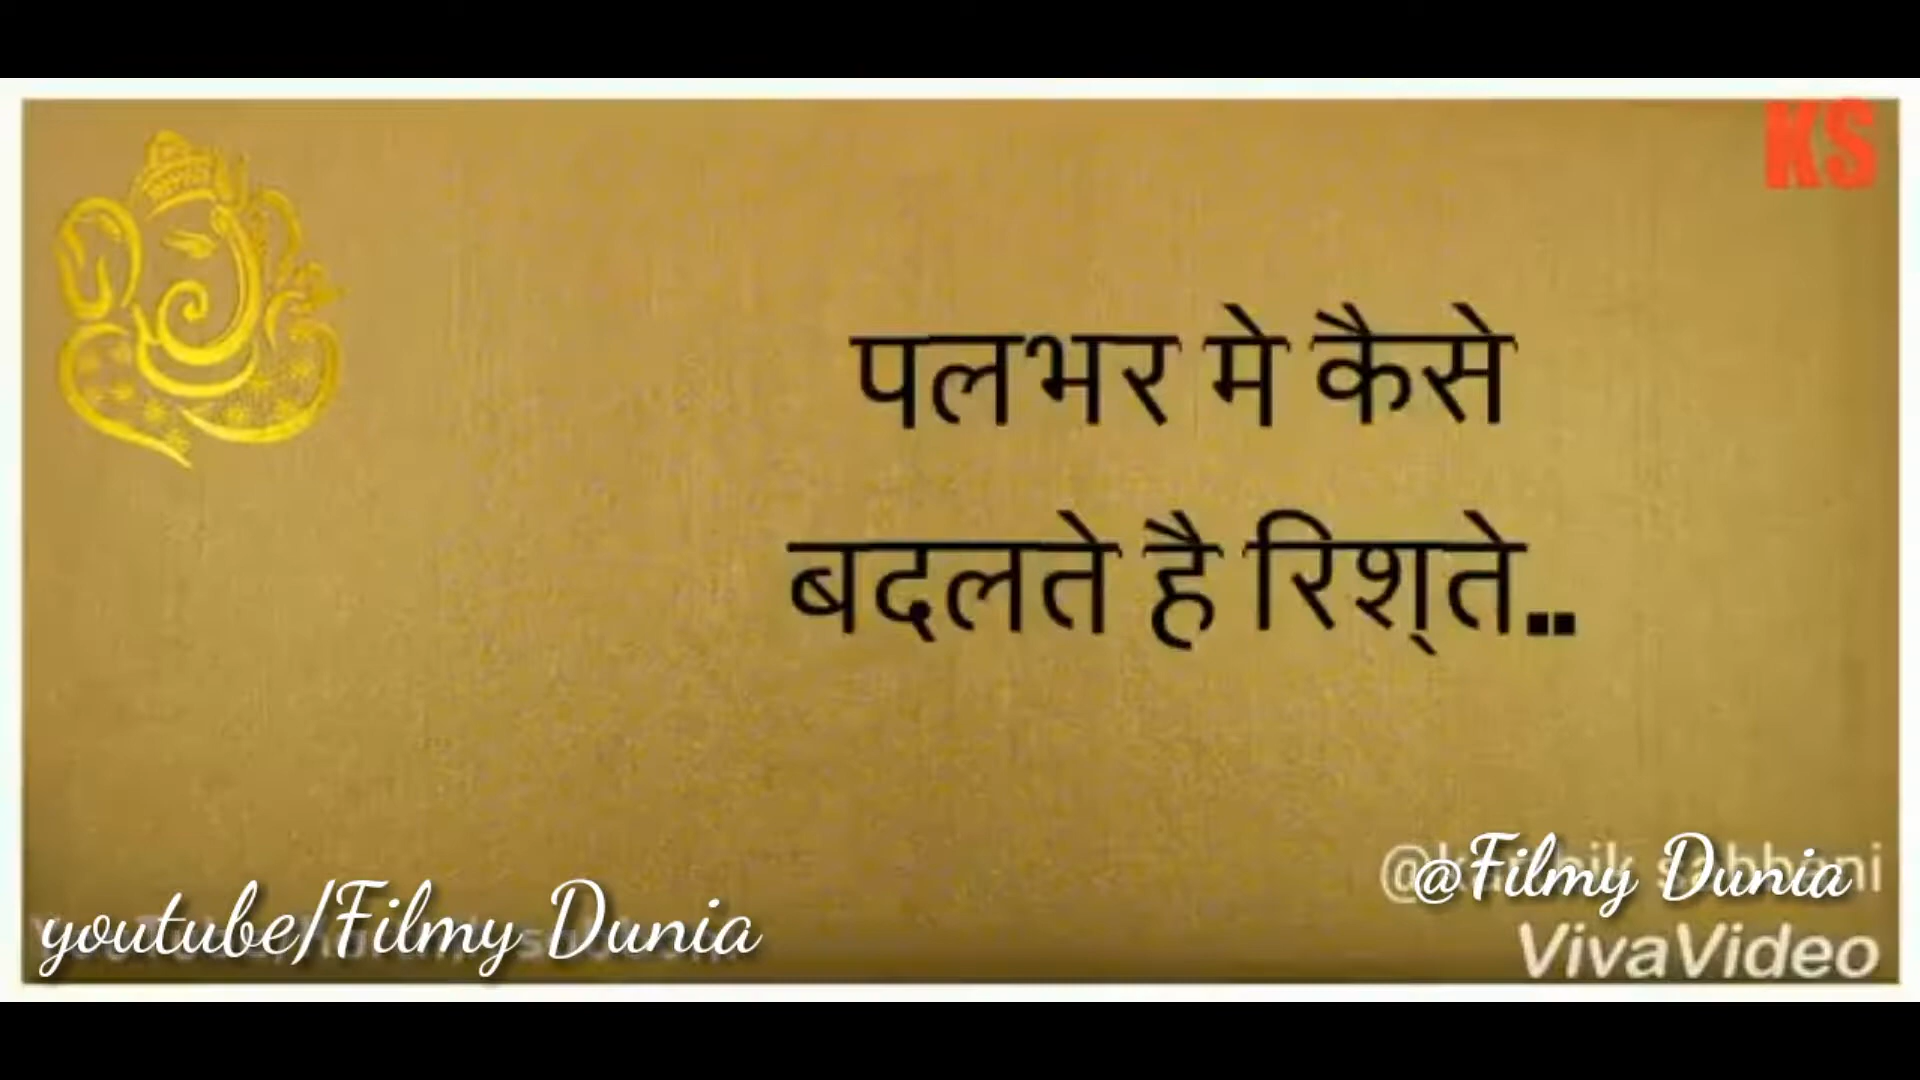 KS
पलभर मे कैसे
बदलते है रिश्ते..
@Filmy Dunia
youtube/Filmy Dunia
VivaVideo